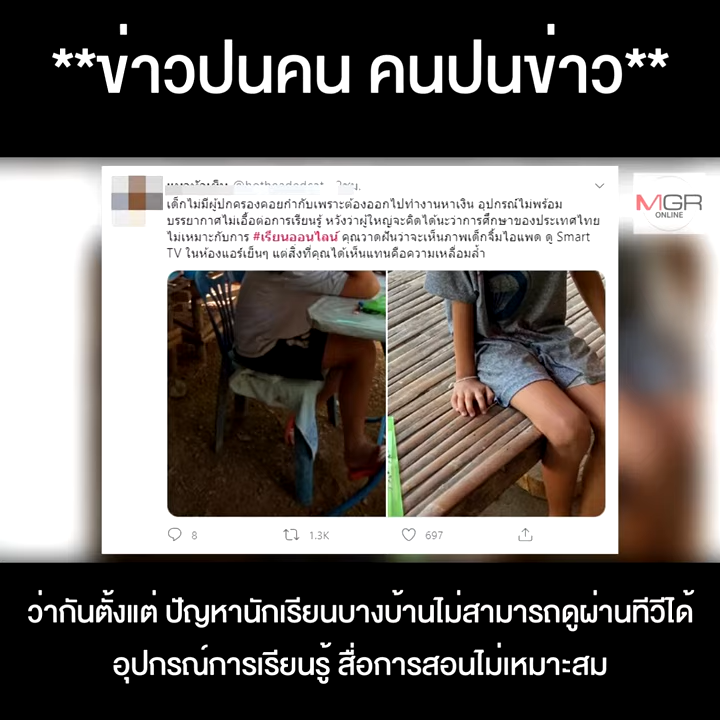 **ข่าวปนคน คนปนข่าว**
MGR
ONLINE
เด็กไม่มีผู้ปกครองคอยกำกับเพราะต้องออกไปทำงานหาเงิน อุปกรณ์ไม่พร้อม
บรรยากาศไม่เอื้อต่อการเรียนรู้ หวังว่าผู้ใหญ่จะคิดได้นะว่าการศึกษาของประเทศไทย
ไม่เหมาะกับการ #เรียนออนไลน์ คุณวาดฝันว่าจะเห็นภาพเด็กจิ้มไอแพด ดู Smart
TV ในห้องแอร์เย็นๆ แต่สิ่งที่คุณได้เห็นแทนคือความเหลื่อมล้ำ
8 1.3K 697
ว่ากันตั้งแต่ ปัญหานักเรียนบางบ้านไม่สามารถดูผ่านทีวีได้
อุปกรณ์การเรียนรู้ สื่อการสอนไม่เหมาะสม